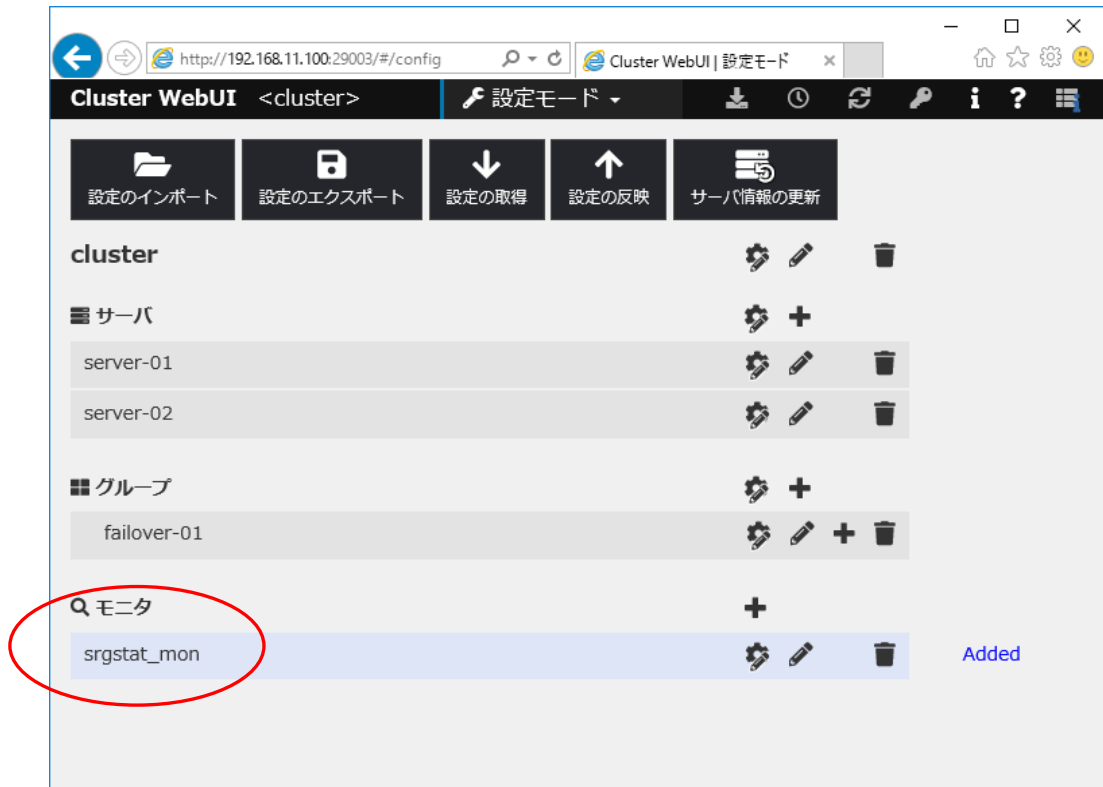 http://192.168.11.100:29003/#/config
Cluster WebUI | 設定モード
Cluster WebUI <cluster> 設定モード
設定のインポート 設定のエクスポート 設定の取得 設定の反映 サーバ情報の更新
cluster
サーバ
server-01
server-02
グループ
failover-01
モニタ
srgstat_mon Added